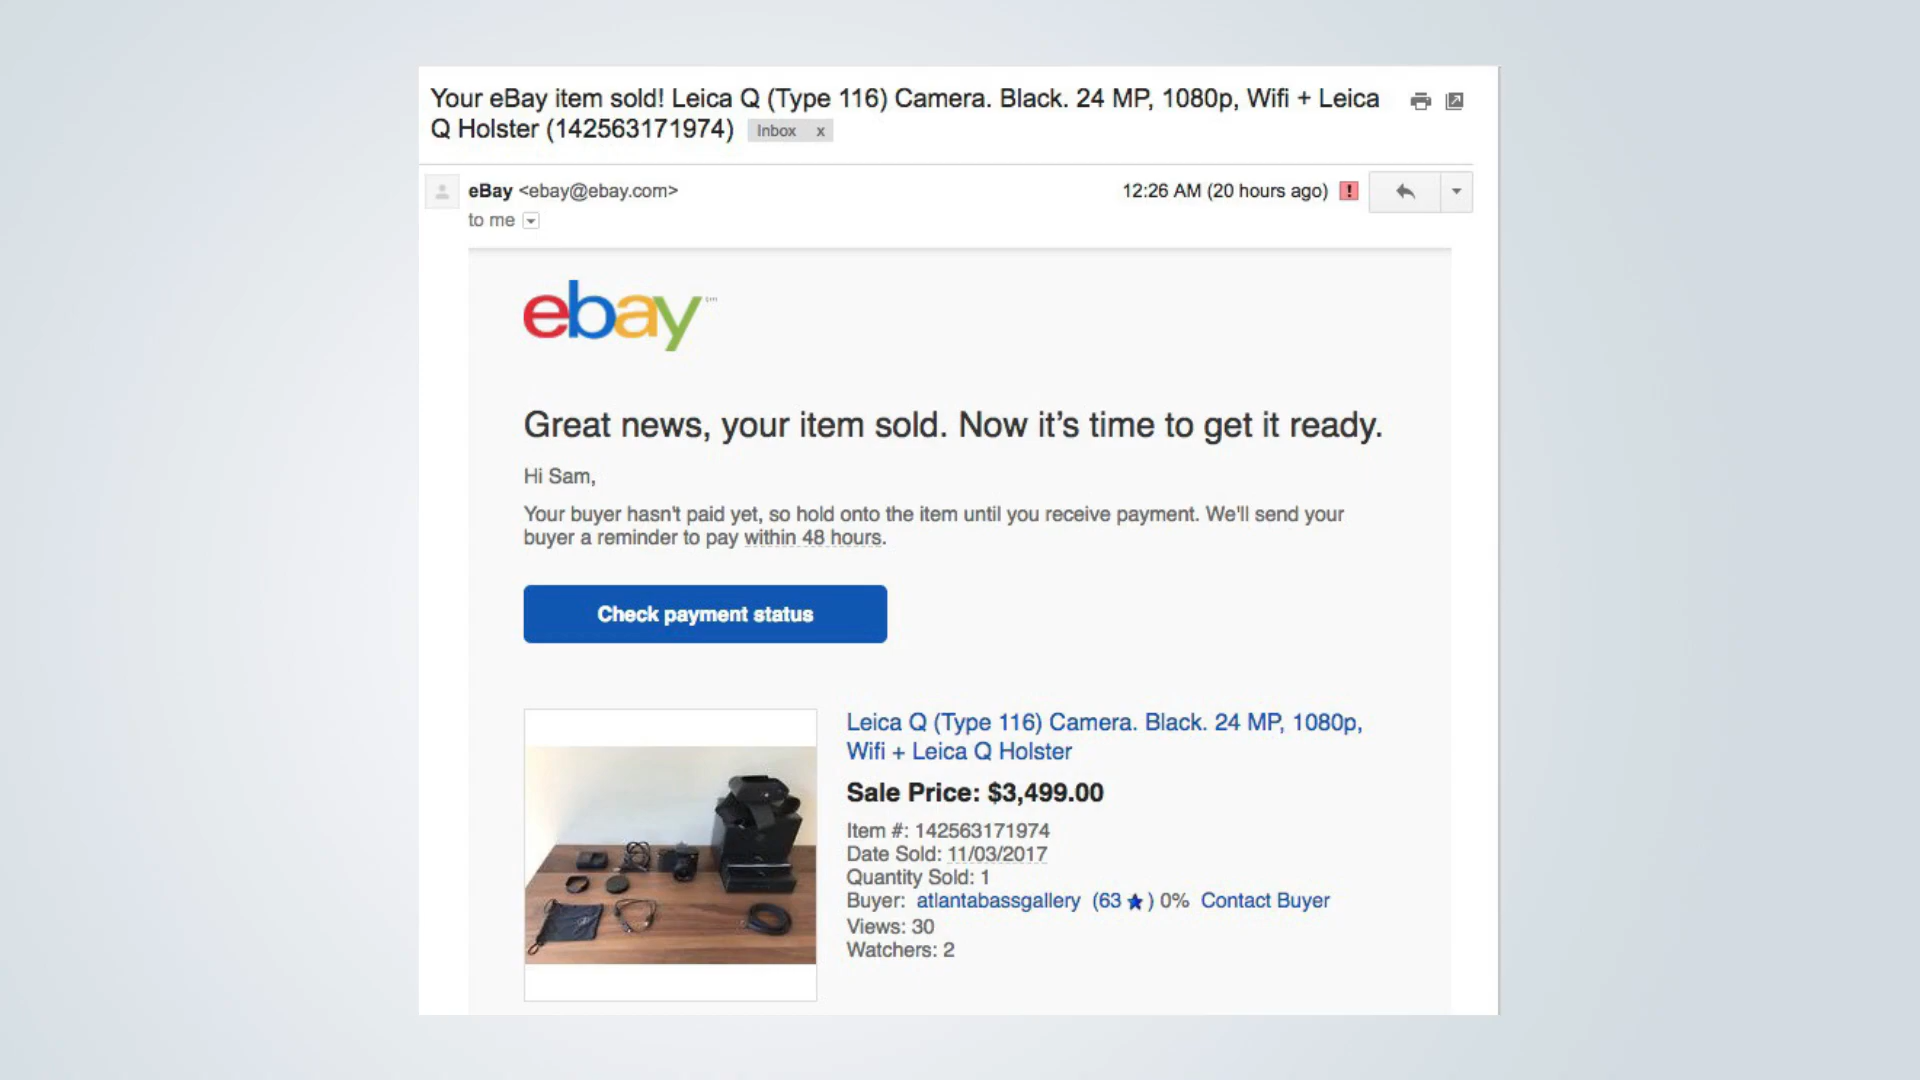 Your eBay item sold! Leica Q (Type 116) Camera. Black. 24 MP, 1080p, Wifi + Leica
Q Holster (142563171974) Inbox x
eBay <ebay@ebay.com> 12:26 AM (20 hours ago) !
to me
ebay™
Great news, your item sold. Now it's time to get it ready.
Hi Sam,
Your buyer hasn't paid yet, so hold onto the item until you receive payment. We'll send your
buyer a reminder to pay within 48 hours.
Check payment status
Leica Q (Type 116) Camera. Black. 24 MP, 1080p,
Wifi + Leica Q Holster
Sale Price: $3,499.00
Item #: 142563171974
Date Sold: 11/03/2017
Quantity Sold: 1
Buyer: atlantabassgallery (63 ★) 0% Contact Buyer
Views: 30
Watchers: 2